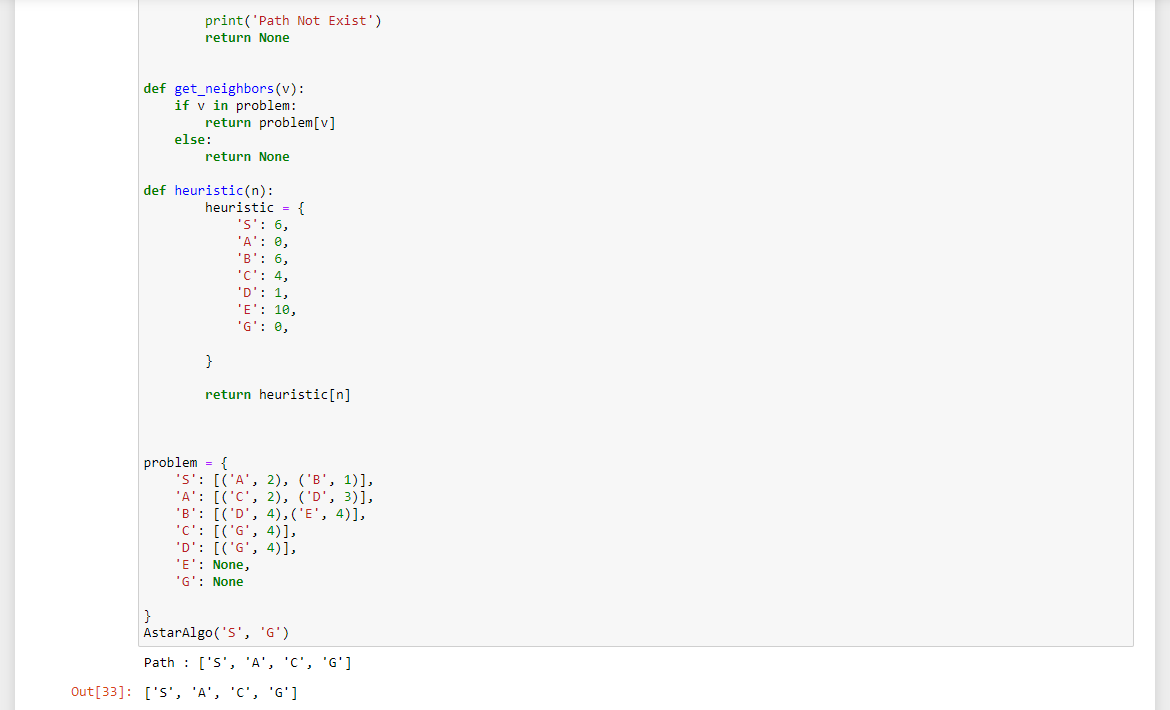 print('Path Not Exist')
        return None
def get_neighbors(v):
    if v in problem:
        return problem[v]
    else:
        return None
def heuristic(n):
        heuristic = {
            'S': 6,
            'A': 0,
            'B': 6,
            'C': 4,
            'D': 1,
            'E': 10,
            'G': 0,
        }
        return heuristic[n]
problem = {
    'S': [('A', 2), ('B', 1)],
    'A': [('C', 2), ('D', 3)],
    'B': [('D', 4),('E', 4)],
    'C': [('G', 4)],
    'D': [('G', 4)],
    'E': None,
    'G': None
}
AstarAlgo('S', 'G')
Path : ['S', 'A', 'C', 'G']
Out[33]: ['S', 'A', 'C', 'G']